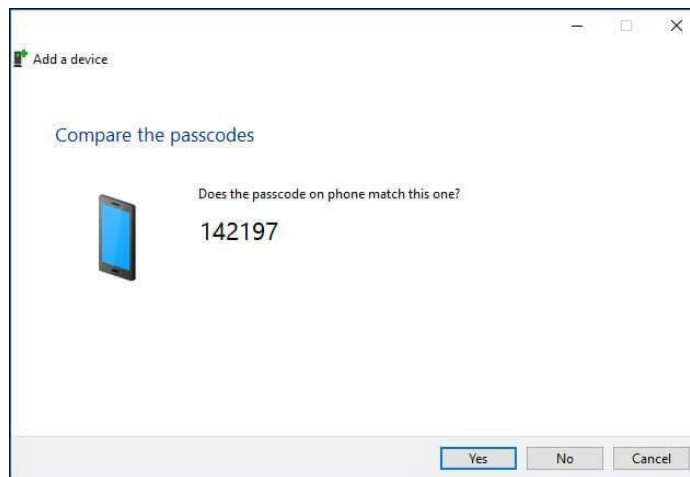 Add a device
Compare the passcodes
Does the passcode on phone match this one?
142197
Yes No Cancel